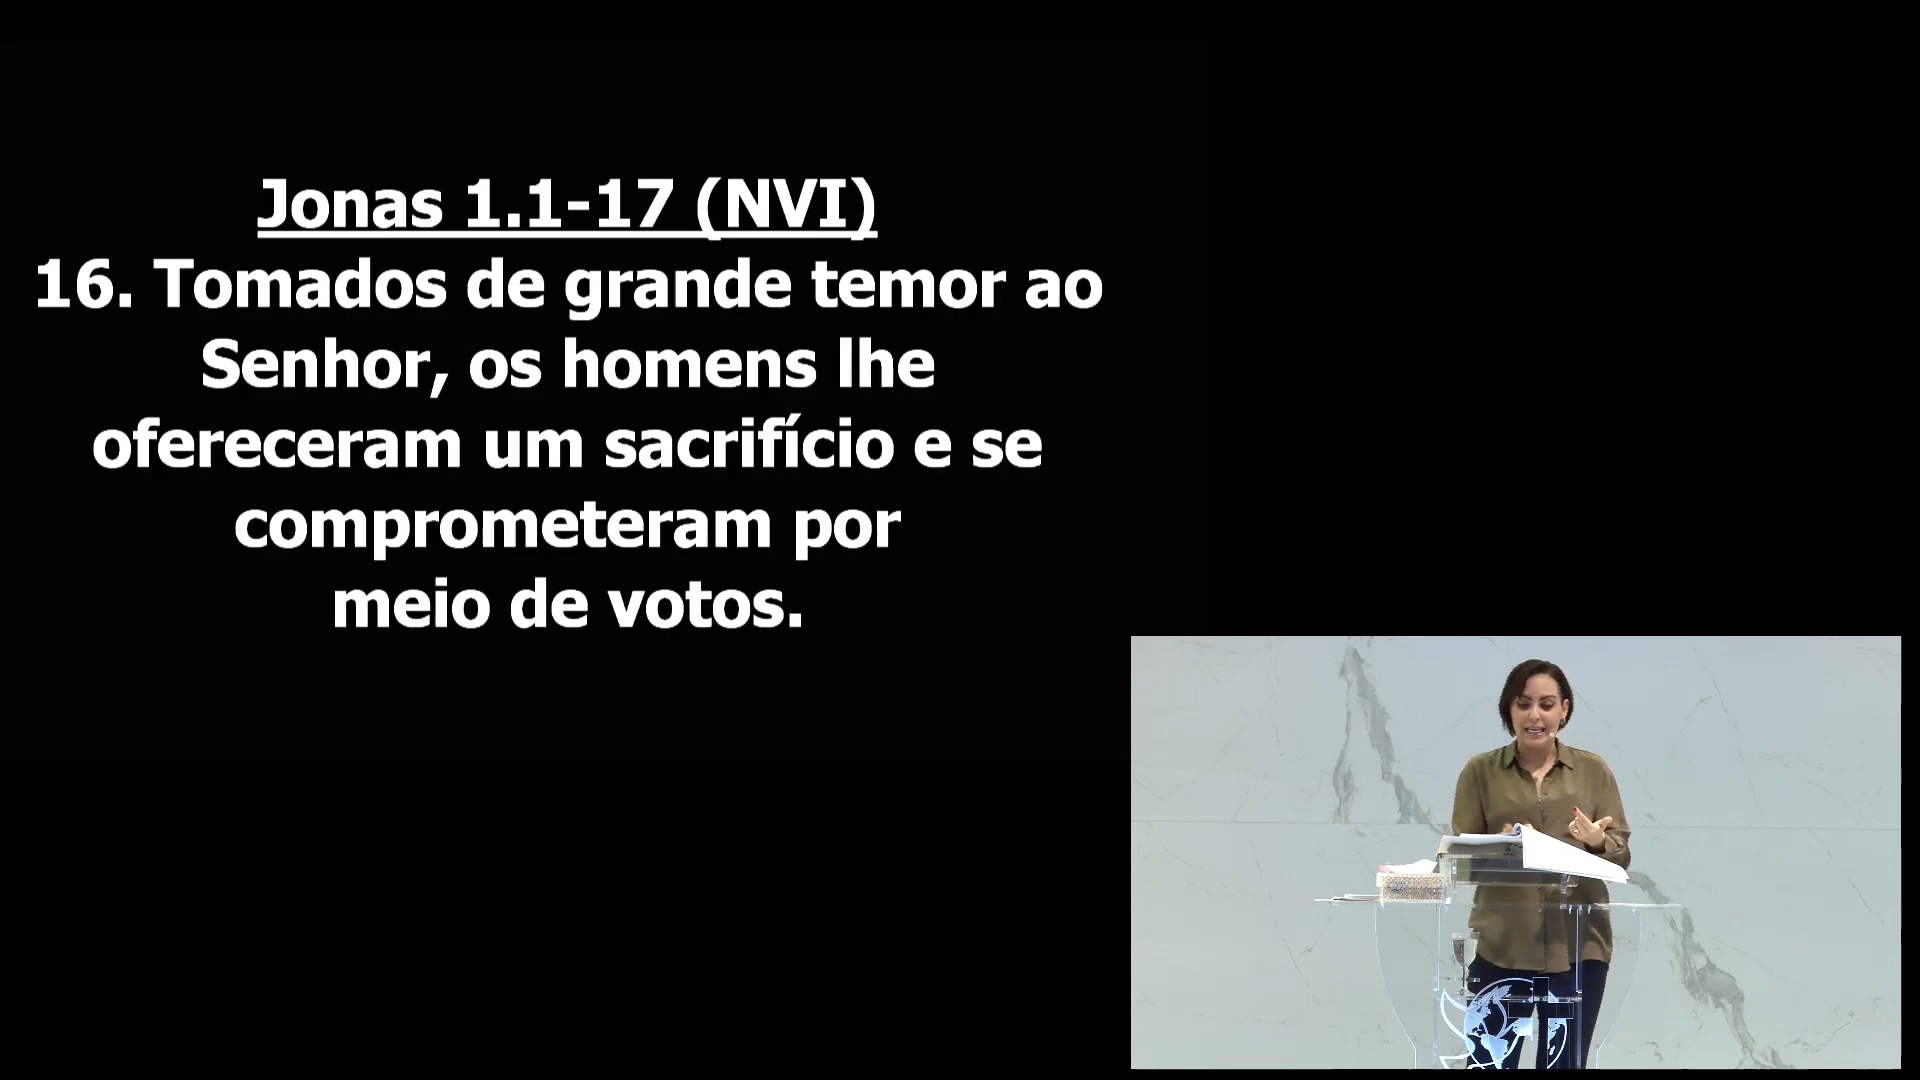 Jonas 1.1-17 (NVI)
16. Tomados de grande temor ao
Senhor, os homens lhe
ofereceram um sacrifício e se
comprometeram por
meio de votos.